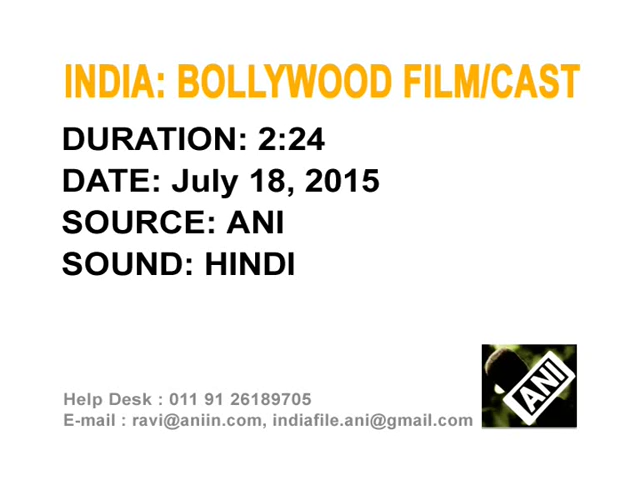 INDIA: BOLLYWOOD FILM/CAST
DURATION: 2:24
DATE: July 18, 2015
SOURCE: ANI
SOUND: HINDI
ANI
Help Desk : 011 91 26189705
E-mail : ravi@aniin.com, indiafile.ani@gmail.com